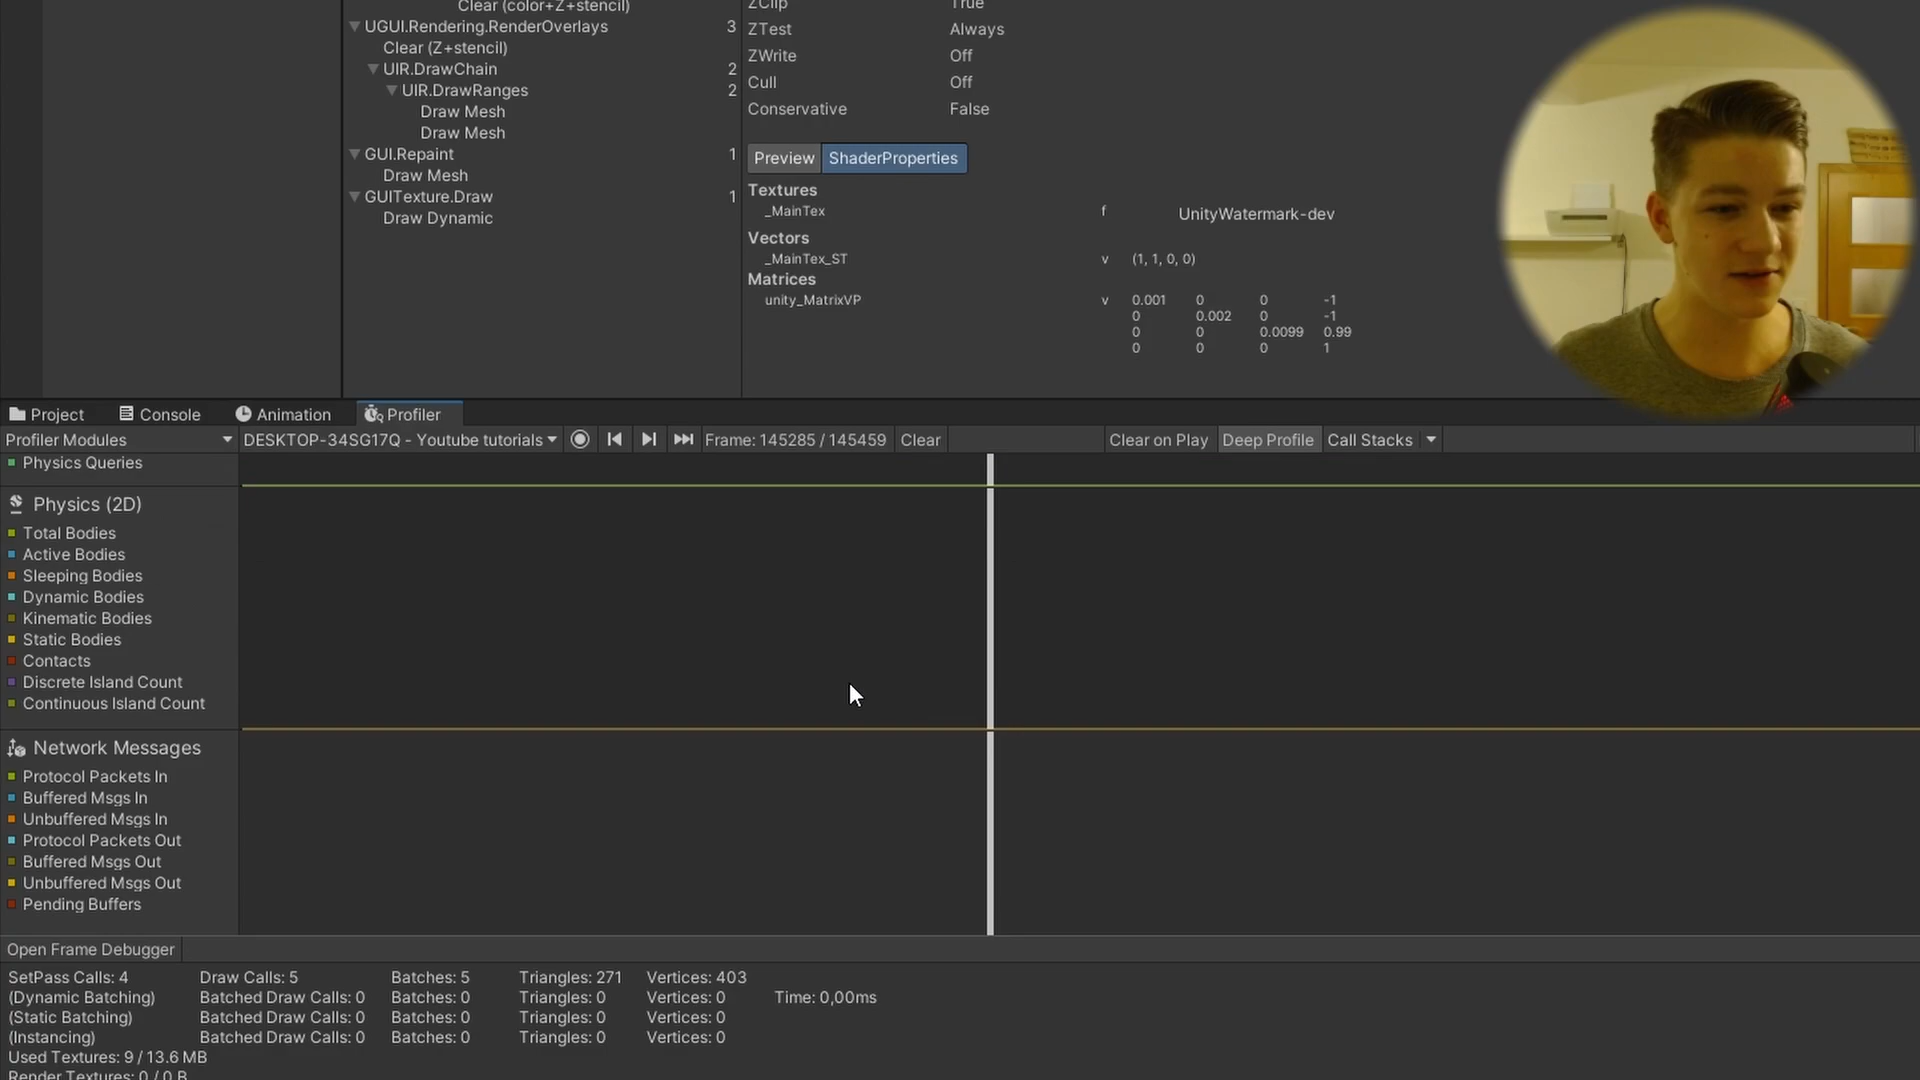 Clear (color+Z+stencil)
UGUI.Rendering.RenderOverlays 3
Clear (Z+stencil)
UIR.DrawChain 2
UIR.DrawRanges 2
Draw Mesh
Draw Mesh
GUI.Repaint 1
Draw Mesh
GUITexture.Draw 1
Draw Dynamic
ZClip True
ZTest Always
ZWrite Off
Cull Off
Conservative False
Preview ShaderProperties
Textures
_MainTex f UnityWatermark-dev
Vectors
_MainTex_ST v (1, 1, 0, 0)
Matrices
unity_MatrixVP v 0.001 0 0 -1
0 0.002 0 -1
0 0 0.0099 0.99
0 0 0 1
Project Console Animation Profiler
Profiler Modules DESKTOP-34SG17Q - Youtube tutorials Frame: 145285 / 145459 Clear Clear on Play Deep Profile Call Stacks
Physics Queries
Physics (2D)
Total Bodies
Active Bodies
Sleeping Bodies
Dynamic Bodies
Kinematic Bodies
Static Bodies
Contacts
Discrete Island Count
Continuous Island Count
Network Messages
Protocol Packets In
Buffered Msgs In
Unbuffered Msgs In
Protocol Packets Out
Buffered Msgs Out
Unbuffered Msgs Out
Pending Buffers
Open Frame Debugger
SetPass Calls: 4 Draw Calls: 5 Batches: 5 Triangles: 271 Vertices: 403
(Dynamic Batching) Batched Draw Calls: 0 Batches: 0 Triangles: 0 Vertices: 0 Time: 0,00ms
(Static Batching) Batched Draw Calls: 0 Batches: 0 Triangles: 0 Vertices: 0
(Instancing) Batched Draw Calls: 0 Batches: 0 Triangles: 0 Vertices: 0
Used Textures: 9 / 13.6 MB
Render Textures: 0 / 0 B